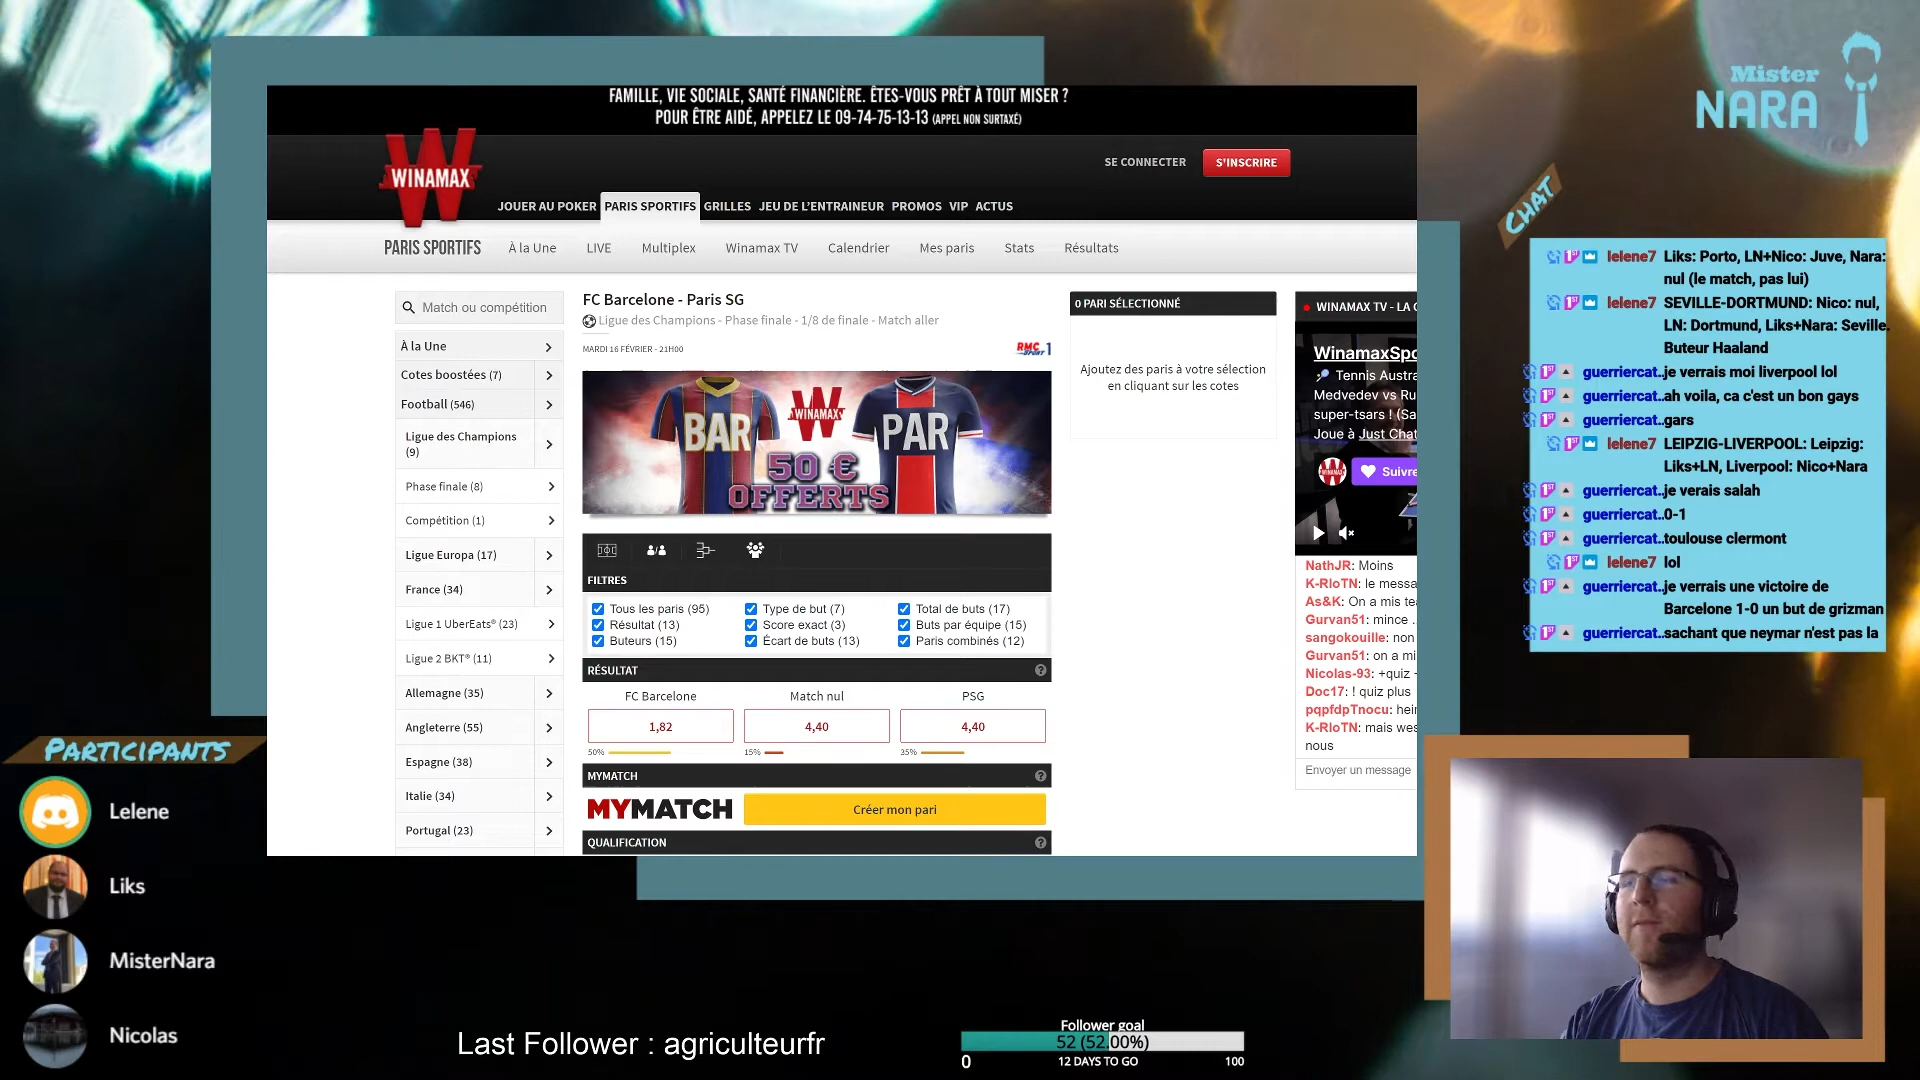 FAMILLE, VIE SOCIALE, SANTÉ FINANCIÈRE. ÊTES-VOUS PRÊT À TOUT MISER ?
POUR ÊTRE AIDÉ, APPELEZ LE 09-74-75-13-13 (APPEL NON SURTAXÉ)
Mister
NARA
WINAMAX
SE CONNECTER
S'INSCRIRE
JOUER AU POKER PARIS SPORTIFS GRILLES JEU DE L'ENTRAINEUR PROMOS VIP ACTUS
PARIS SPORTIFS À la Une LIVE Multiplex Winamax TV Calendrier Mes paris Stats Résultats
Match ou compétition
À la Une
Cotes boostées (7)
Football (546)
Ligue des Champions
(9)
Phase finale (8)
Compétition (1)
Ligue Europa (17)
France (34)
Ligue 1 UberEats® (23)
Ligue 2 BKT® (11)
Allemagne (35)
Angleterre (55)
Espagne (38)
Italie (34)
Portugal (23)
FC Barcelone - Paris SG
Ligue des Champions - Phase finale - 1/8 de finale - Match aller
MARDI 16 FÉVRIER - 21H00
RMC SPORT 1
BAR
WINAMAX
PAR
50 €
OFFERTS
FILTRES
Tous les paris (95) Type de but (7) Total de buts (17)
Résultat (13) Score exact (3) Buts par équipe (15)
Buteurs (15) Écart de buts (13) Paris combinés (12)
RÉSULTAT
FC Barcelone Match nul PSG
1,82 4,40 4,40
50% 15% 35%
MYMATCH
MYMATCH Créer mon pari
QUALIFICATION
0 PARI SÉLECTIONNÉ
Ajoutez des paris à votre sélection
en cliquant sur les cotes
WINAMAX TV - LA
WinamaxSpo
Tennis Austra
Medvedev vs Ru
super-tsars ! (Sa
Joue à Just Chat
WINAMAX
Suivre
NathJR: Moins
K-RloTN: le messa
As&K: On a mis te
Gurvan51: mince .
sangokouille: non
Gurvan51: on a mi
Nicolas-93: +quiz
Doc17: ! quiz plus
pqpfdpTnocu: hein
K-RloTN: mais wes
nous
Envoyer un message
CHAT
lelene7 Liks: Porto, LN+Nico: Juve, Nara:
nul (le match, pas lui)
lelene7 SEVILLE-DORTMUND: Nico: nul,
LN: Dortmund, Liks+Nara: Seville.
Buteur Haaland
guerriercat..je verrais moi liverpool lol
guerriercat..ah voila, ca c'est un bon gays
guerriercat..gars
lelene7 LEIPZIG-LIVERPOOL: Leipzig:
Liks+LN, Liverpool: Nico+Nara
guerriercat..je verais salah
guerriercat..0-1
guerriercat..toulouse clermont
lelene7 lol
guerriercat..je verrais une victoire de
Barcelone 1-0 un but de grizman
guerriercat..sachant que neymar n'est pas la
PARTICIPANTS
Lelene
Liks
MisterNara
Nicolas
Last Follower : agriculteurfr
Follower goal
52 (52.00%)
0 12 DAYS TO GO 100